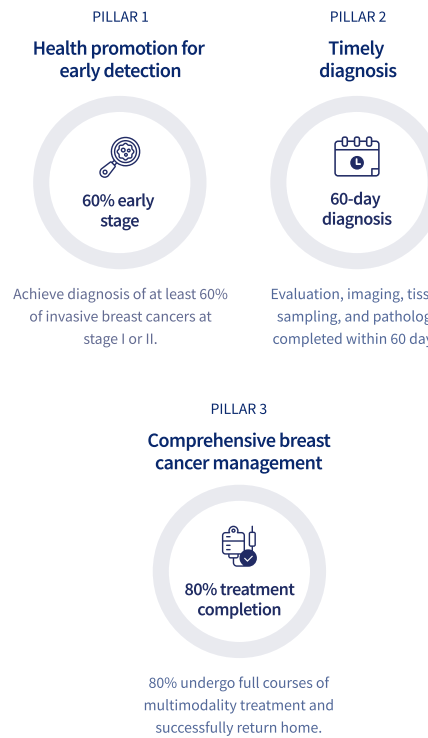 PILLAR 1
Health promotion for
early detection
60% early
stage
Achieve diagnosis of at least 60%
of invasive breast cancers at
stage I or II.
PILLAR 2
Timely
diagnosis
60-day
diagnosis
Evaluation, imaging,
sampling, and
completed within 60
PILLAR 3
Comprehensive breast
cancer management
80% treatment
completion
80% undergo full courses of
multimodality treatment and
successfully return home.